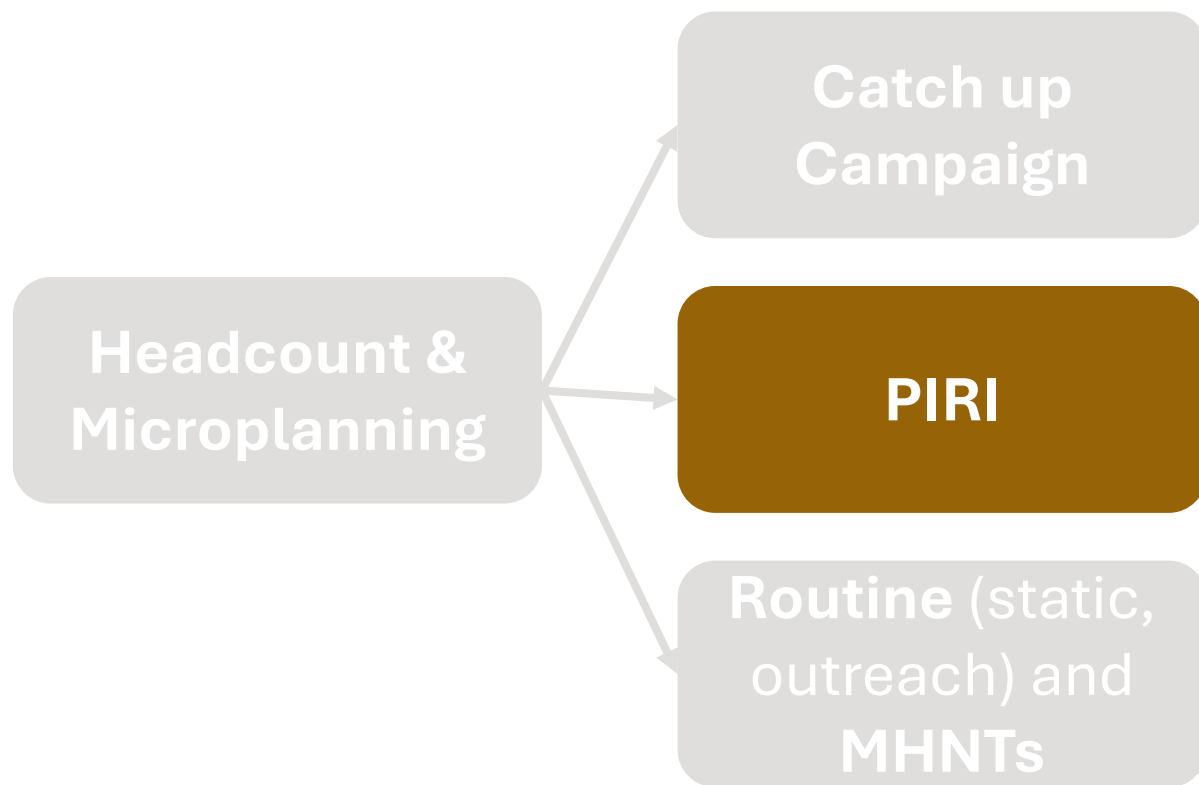 Catch up
Campaign
Headcount &
Microplanning
PIRI
Routine (static,
outreach) and
MHNTs